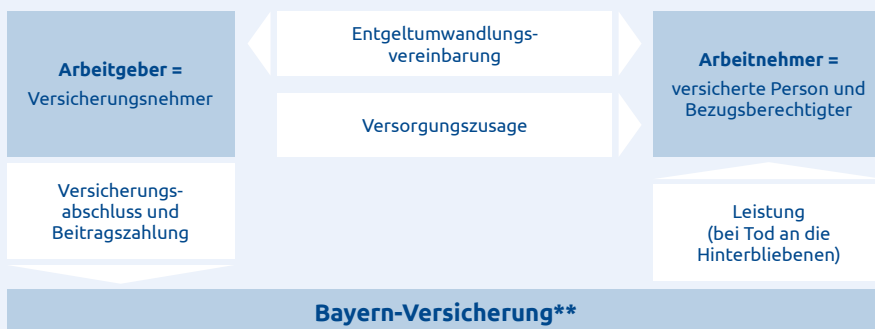 Arbeitgeber =
Versicherungsnehmer
Entgeltumwandlungs-
vereinbarung
Versorgungszusage
Arbeitnehmer =
versicherte Person und
Bezugsberechtigter
Versicherungs-
abschluss und
Beitragszahlung
Leistung
(bei Tod an die
Hinterbliebenen)
Bayern-Versicherung**